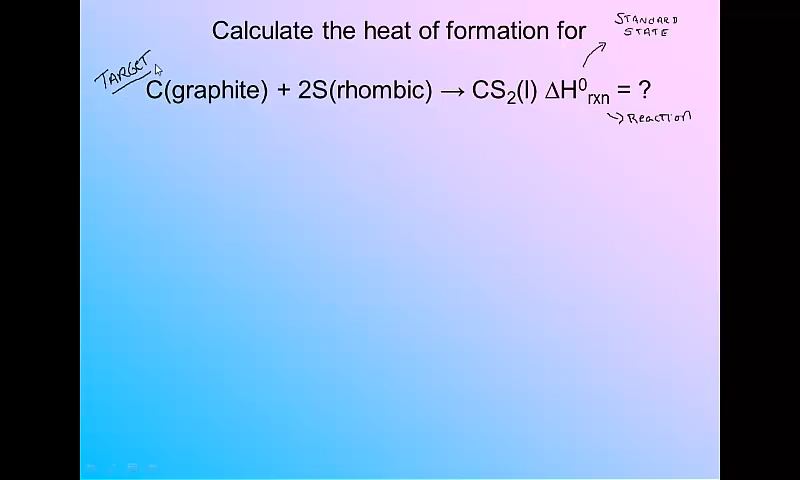 Calculate the heat of formation for
STANDARD
STATE
TARGET
C(graphite) + 2S(rhombic) → CS₂(l) ΔH⁰rxn = ?
→ Reaction